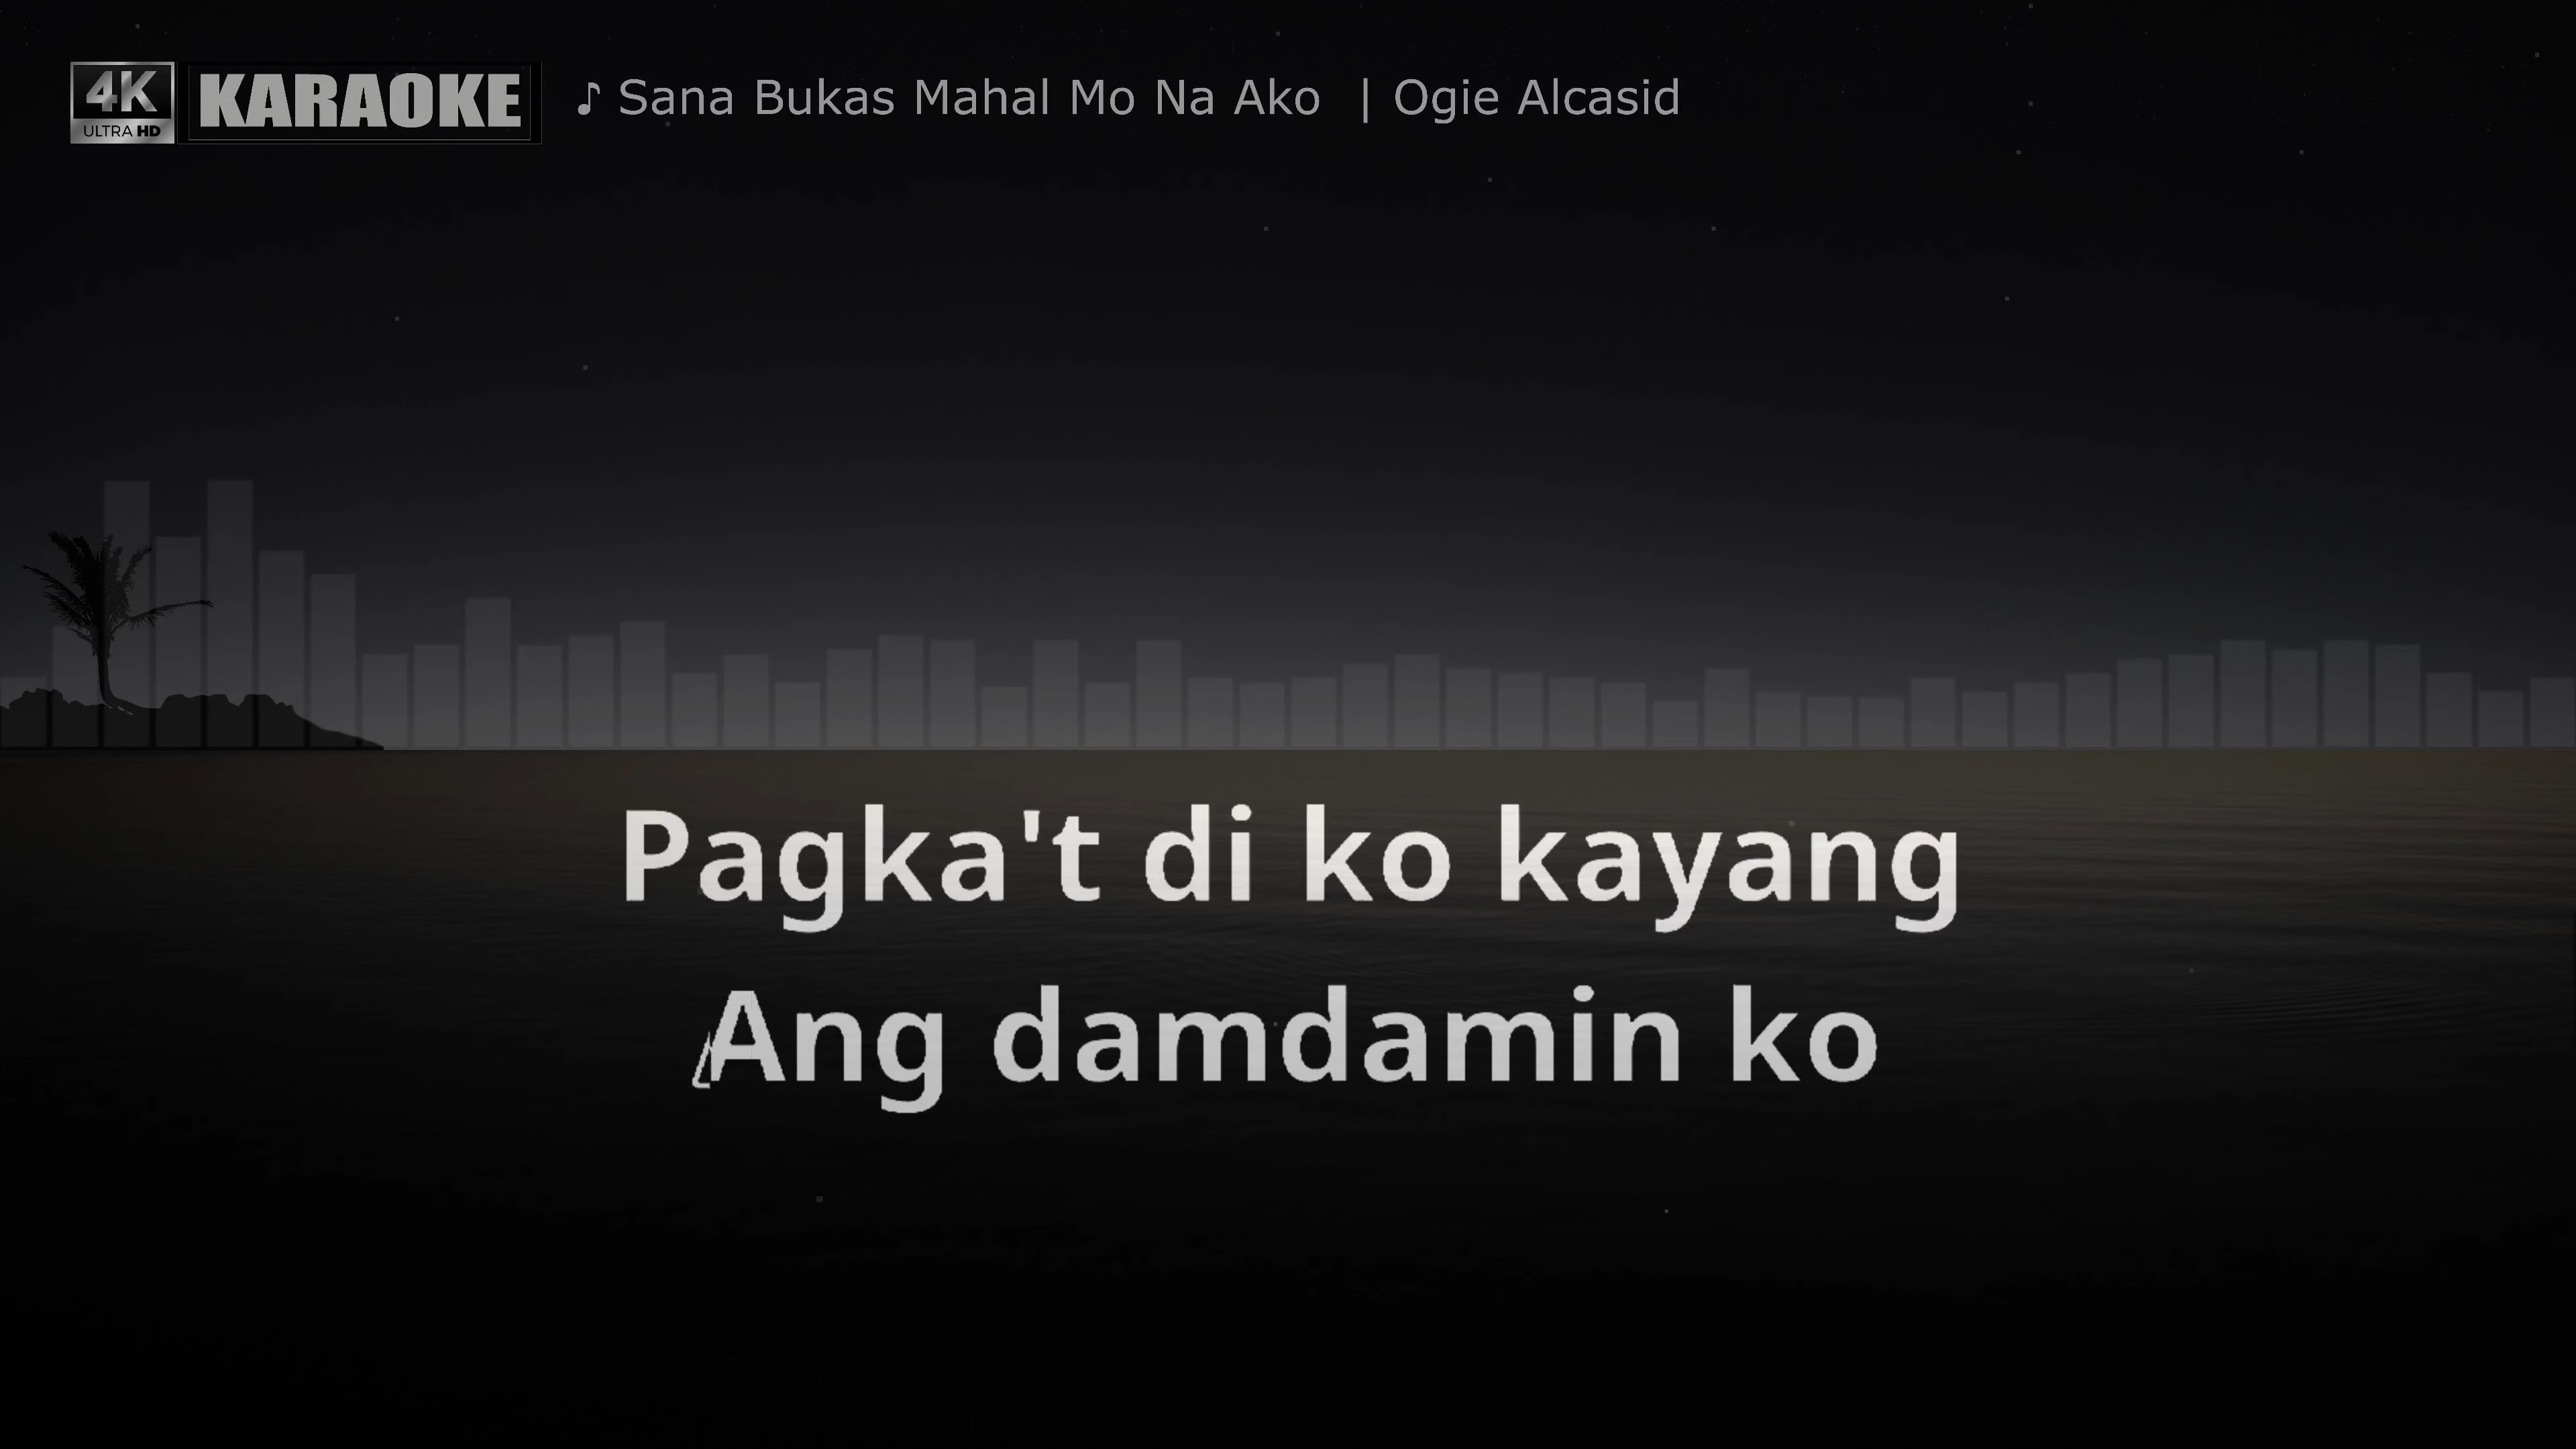 4K
ULTRA HD
KARAOKE
♪ Sana Bukas Mahal Mo Na Ako | Ogie Alcasid
Pagka't di ko kayang
Ang damdamin ko